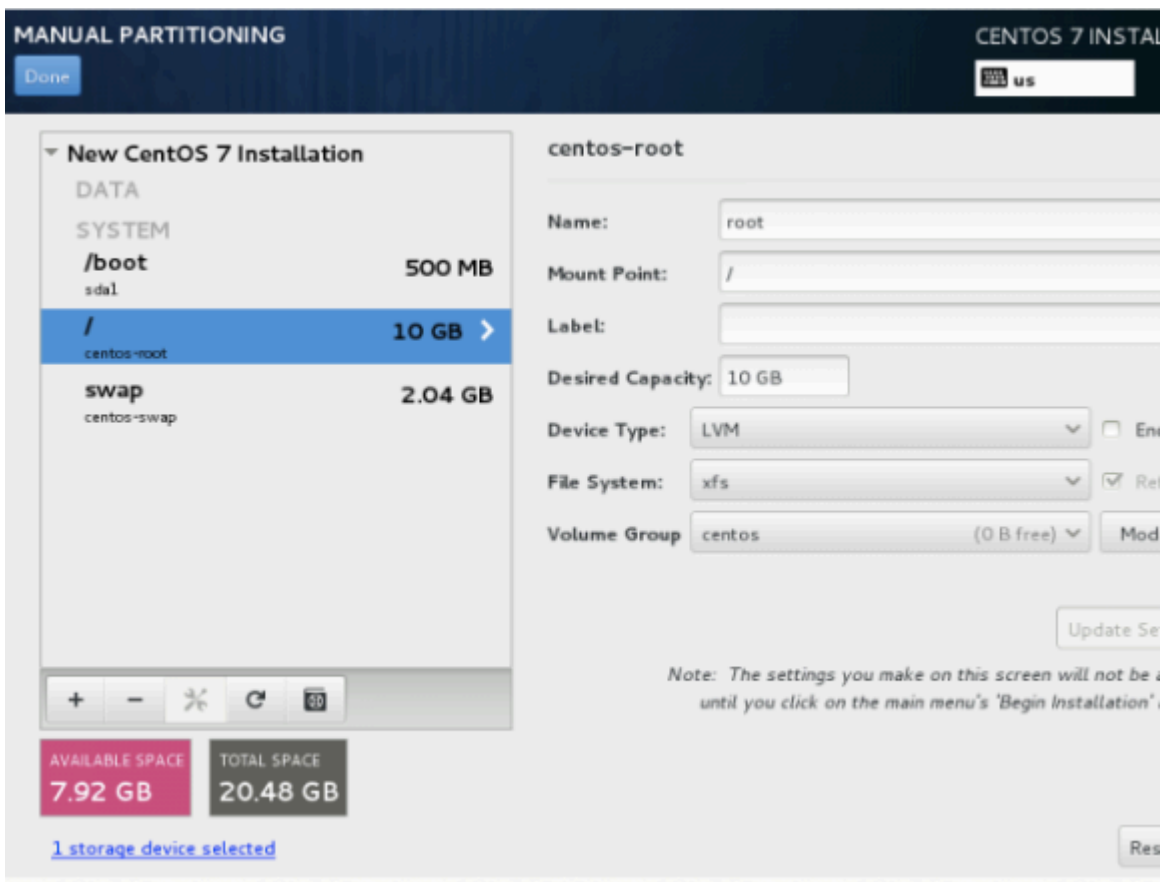 MANUAL PARTITIONING
CENTOS 7 INSTAL
Done
us
New CentOS 7 Installation
DATA
SYSTEM
/boot
500 MB
sda1
/
10 GB
centos-root
swap
2.04 GB
centos-swap
centos-root
Name: root
Mount Point: /
Label:
Desired Capacity: 10 GB
Device Type: LVM
Enc
File System: xfs
Ref
Volume Group centos (0 B free) Mod
Update Set
Note: The settings you make on this screen will not be a
until you click on the main menu's 'Begin Installation'
AVAILABLE SPACE
7.92 GB
TOTAL SPACE
20.48 GB
1 storage device selected
Res